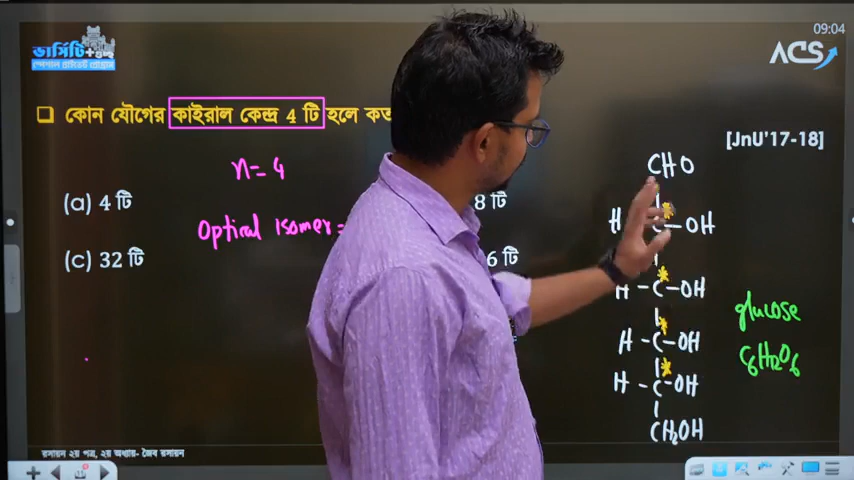 ভার্সিটি+গুচ্ছ
স্পেশাল প্রাইভেট প্রোগ্রাম
09:04
ACS
কোন যৌগের কাইরাল কেন্দ্র 4 টি হলে
[JnU'17-18]
n=4
CHO
(a) 4 টি
8 টি
H C-OH
Optical isomer=
(c) 32 টি
6 টি
H-C-OH
glucose
H-C-OH
C6H12O6
H-C-OH
CH2OH
রসায়ন ২য় পত্র, ২য় অধ্যায়- জৈব রসায়ন